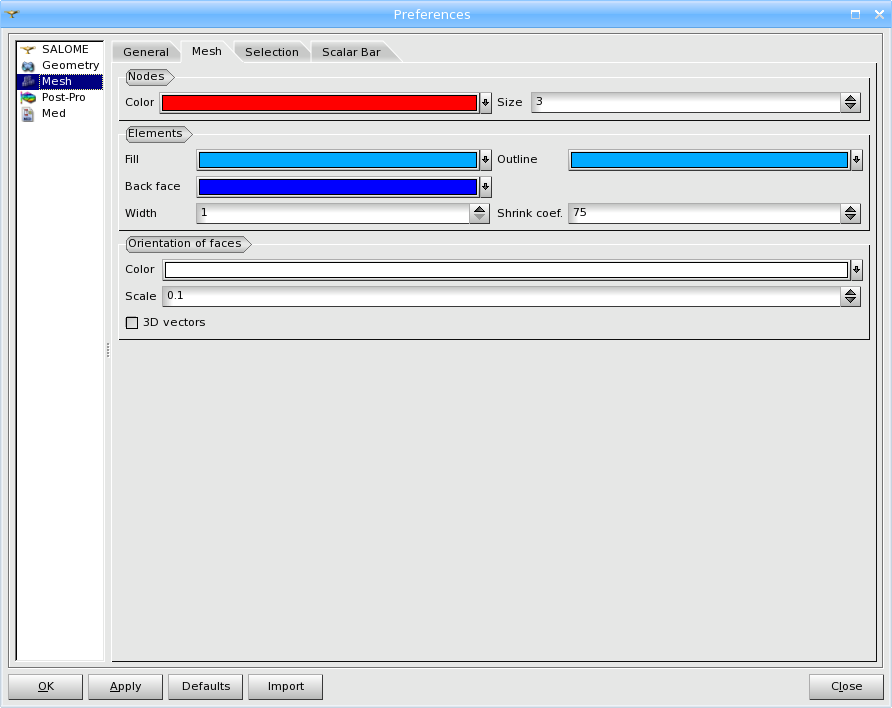 Preferences
SALOME
Geometry
Mesh
Post-Pro
Med
General Mesh Selection Scalar Bar
Nodes
Color Size 3
Elements
Fill Outline
Back face
Width 1 Shrink coef. 75
Orientation of faces
Color
Scale 0.1
3D vectors
OK Apply Defaults Import Close